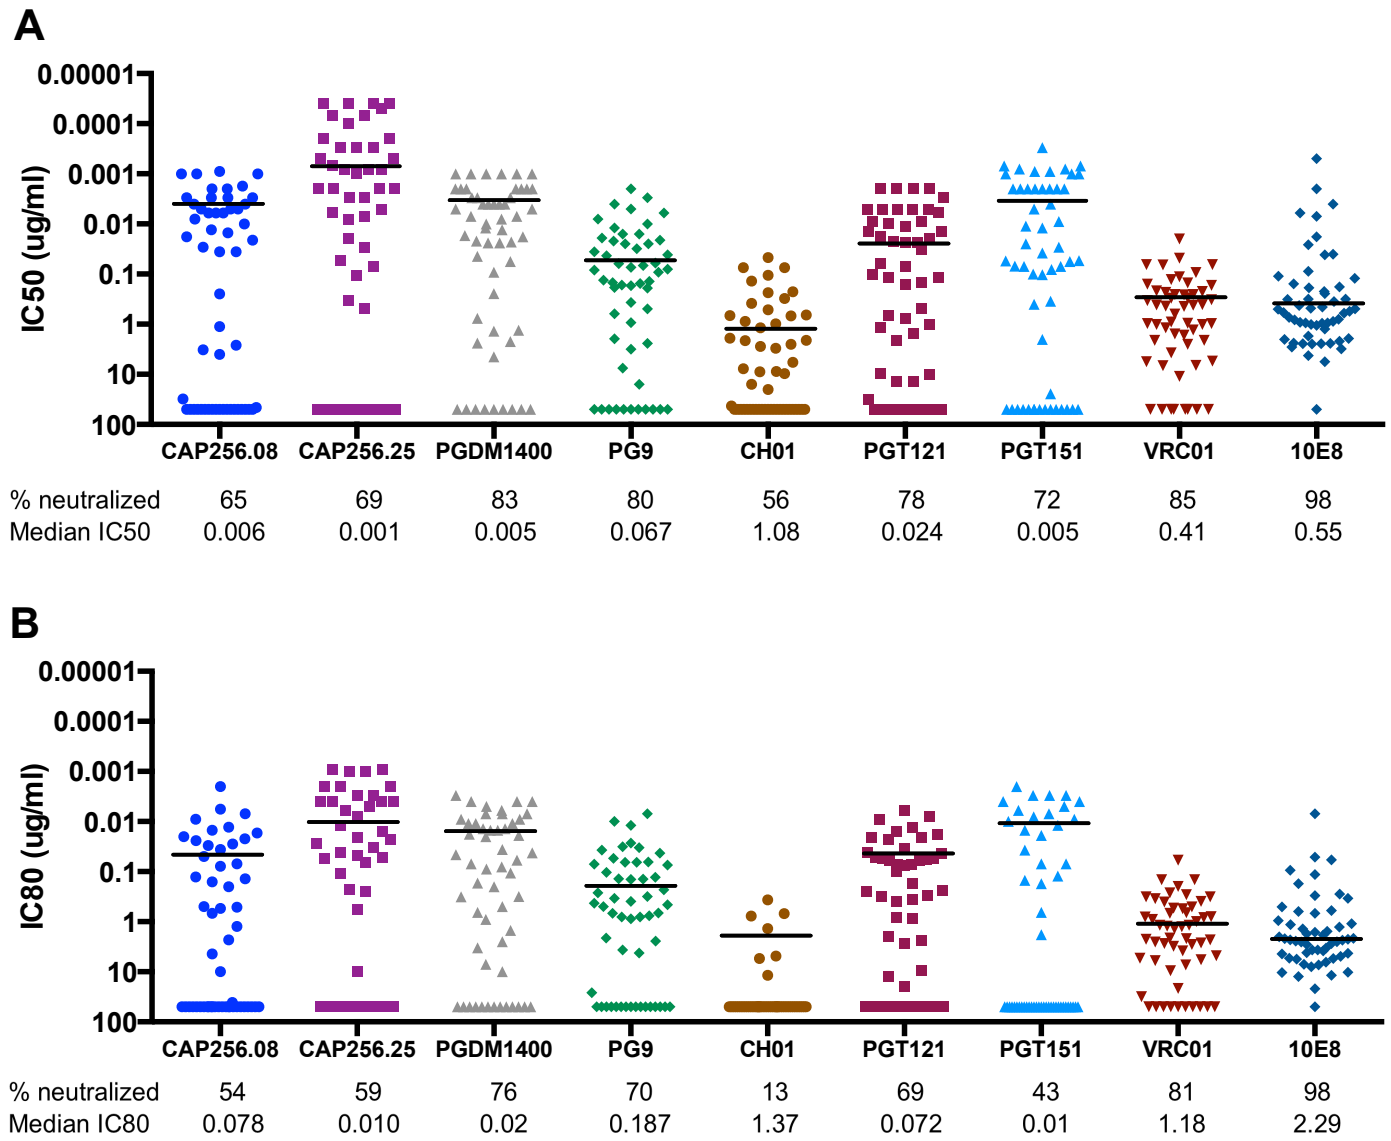 A
IC50 (ug/ml)
0.00001
0.0001
0.001
0.01
0.1
1
10
100
CAP256.08 CAP256.25 PGDM1400 PG9 CH01 PGT121 PGT151 VRC01 10E8
% neutralized 65 69 83 80 56 78 72 85 98
Median IC50 0.006 0.001 0.005 0.067 1.08 0.024 0.005 0.41 0.55
B
IC80 (ug/ml)
0.00001
0.0001
0.001
0.01
0.1
1
10
100
CAP256.08 CAP256.25 PGDM1400 PG9 CH01 PGT121 PGT151 VRC01 10E8
% neutralized 54 59 76 70 13 69 43 81 98
Median IC80 0.078 0.010 0.02 0.187 1.37 0.072 0.01 1.18 2.29